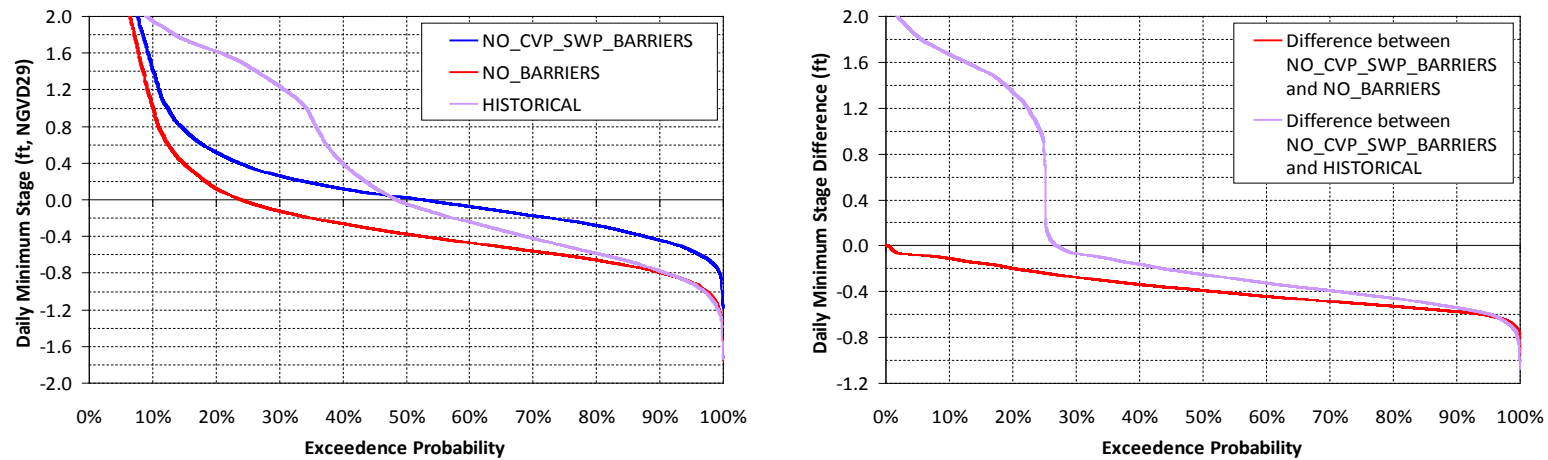 Daily Minimum Stage (ft, NGVD29)
2.0
1.6
1.2
0.8
0.4
0.0
-0.4
-0.8
-1.2
-1.6
-2.0
NO_CVP_SWP_BARRIERS
NO_BARRIERS
HISTORICAL
0% 10% 20% 30% 40% 50% 60% 70% 80% 90% 100%
Exceedence Probability
Daily Minimum Stage Difference (ft)
2.0
1.6
1.2
0.8
0.4
0.0
-0.4
-0.8
-1.2
Difference between
NO_CVP_SWP_BARRIERS
and NO_BARRIERS
Difference between
NO_CVP_SWP_BARRIERS
and HISTORICAL
0% 10% 20% 30% 40% 50% 60% 70% 80% 90% 100%
Exceedence Probability